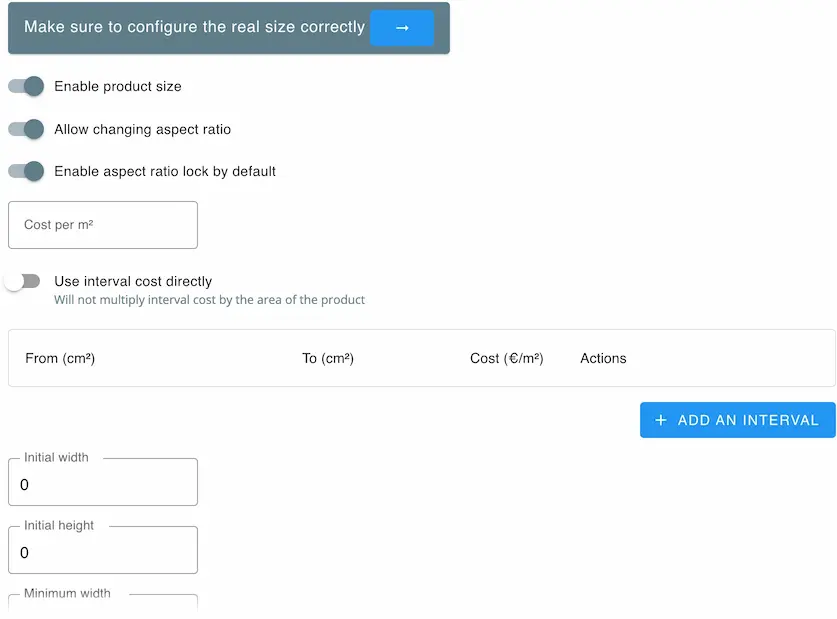 Make sure to configure the real size correctly →
Enable product size
Allow changing aspect ratio
Enable aspect ratio lock by default
Cost per m²
Use interval cost directly
Will not multiply interval cost by the area of the product
From (cm²) To (cm²) Cost (€/m²) Actions
+ ADD AN INTERVAL
Initial width
0
Initial height
0
Minimum width